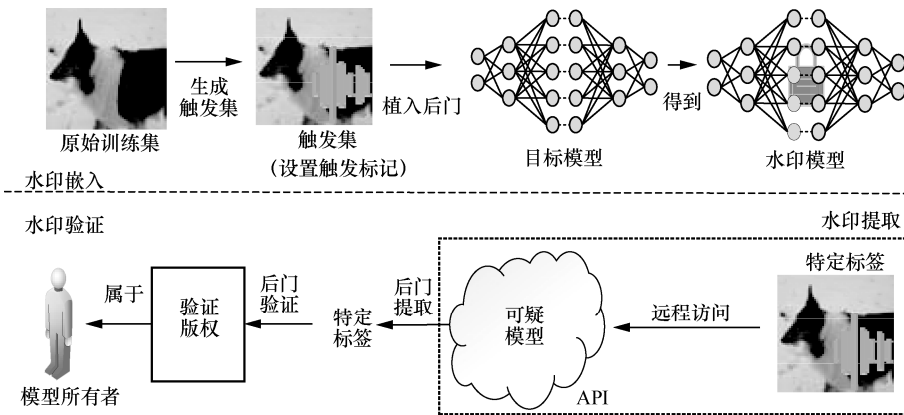 原始训练集
生成
触发集
触发集
(设置触发标记)
植入后门
目标模型
得到
水印模型
水印嵌入
水印验证
水印提取
模型所有者
属于
验证
版权
后门
验证
特定
标签
后门
提取
可疑
模型
API
远程访问
特定标签